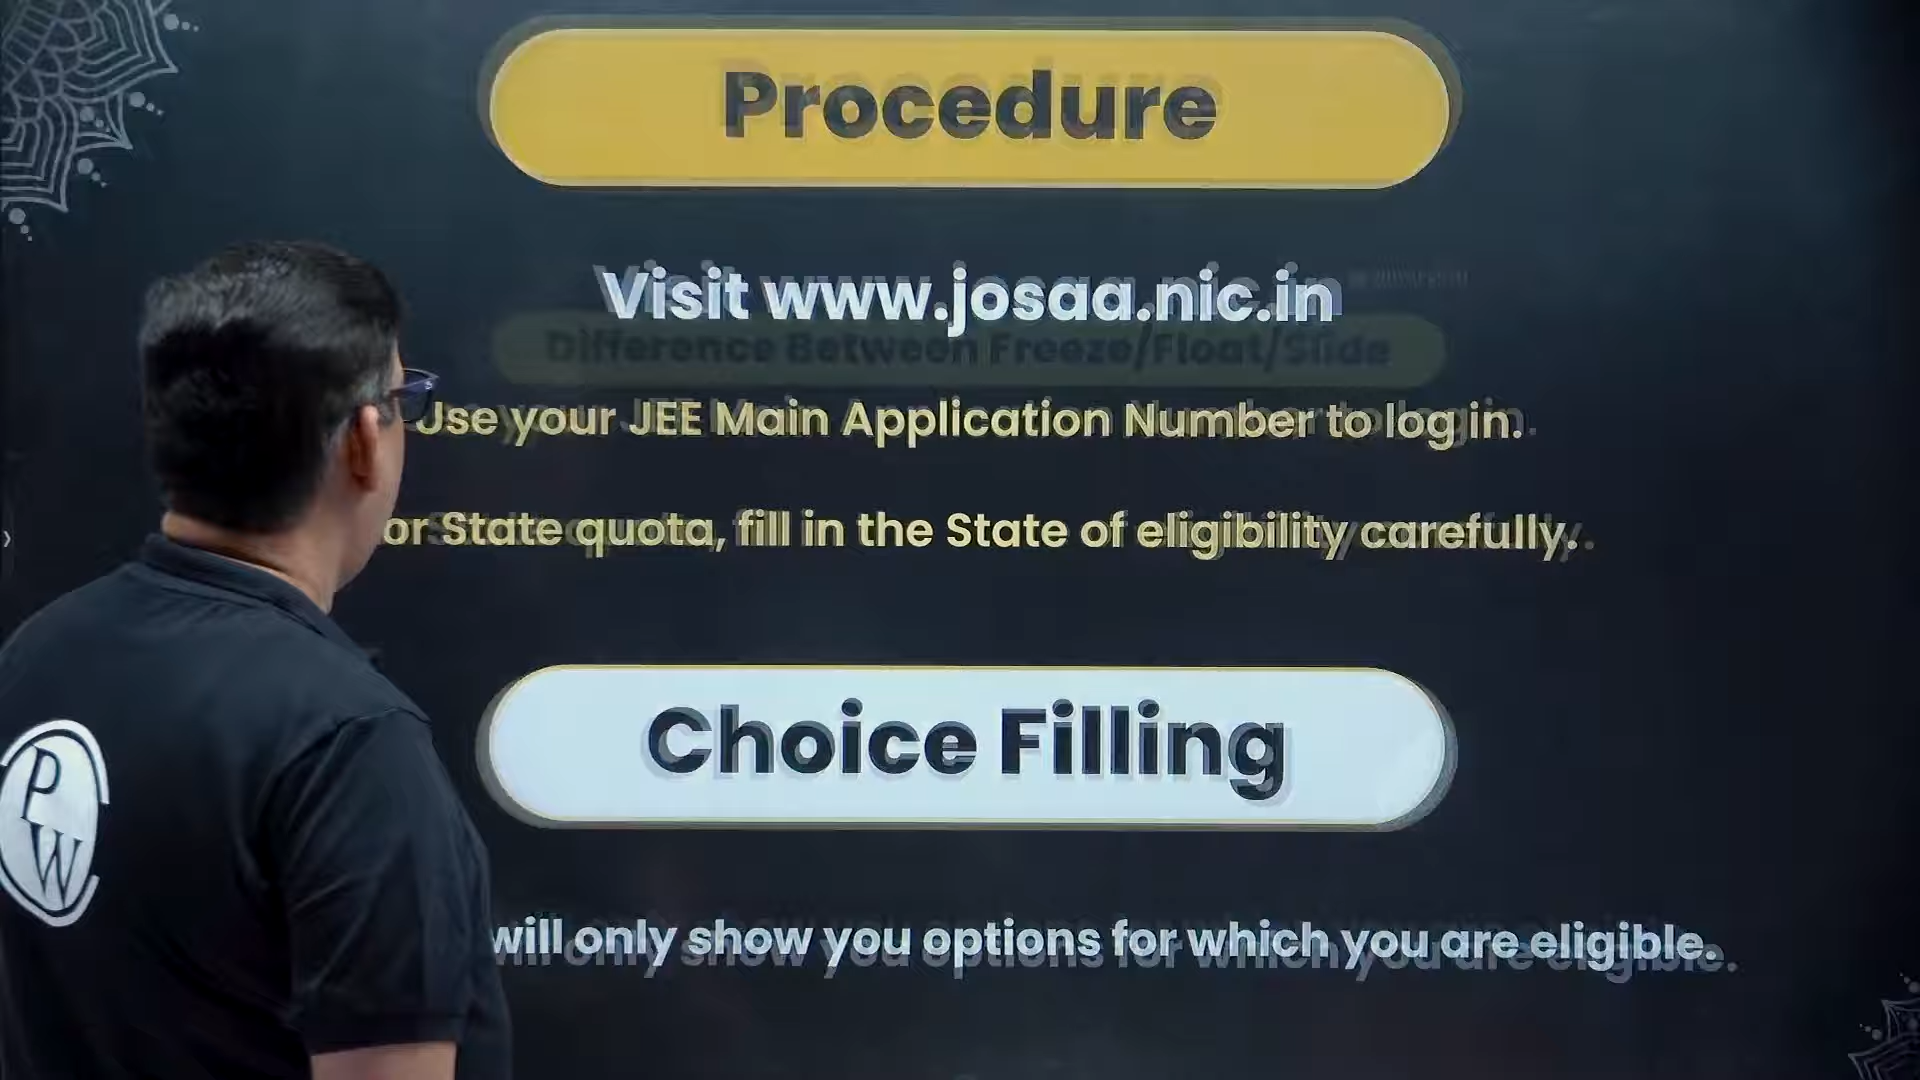 Procedure
Visit www.josaa.nic.in
Difference Between Freeze/Float/Slide
Use your JEE Main Application Number to log in.
or State quota, fill in the State of eligibility carefully.
Choice Filling
will only show you options for which you are eligible.
PW